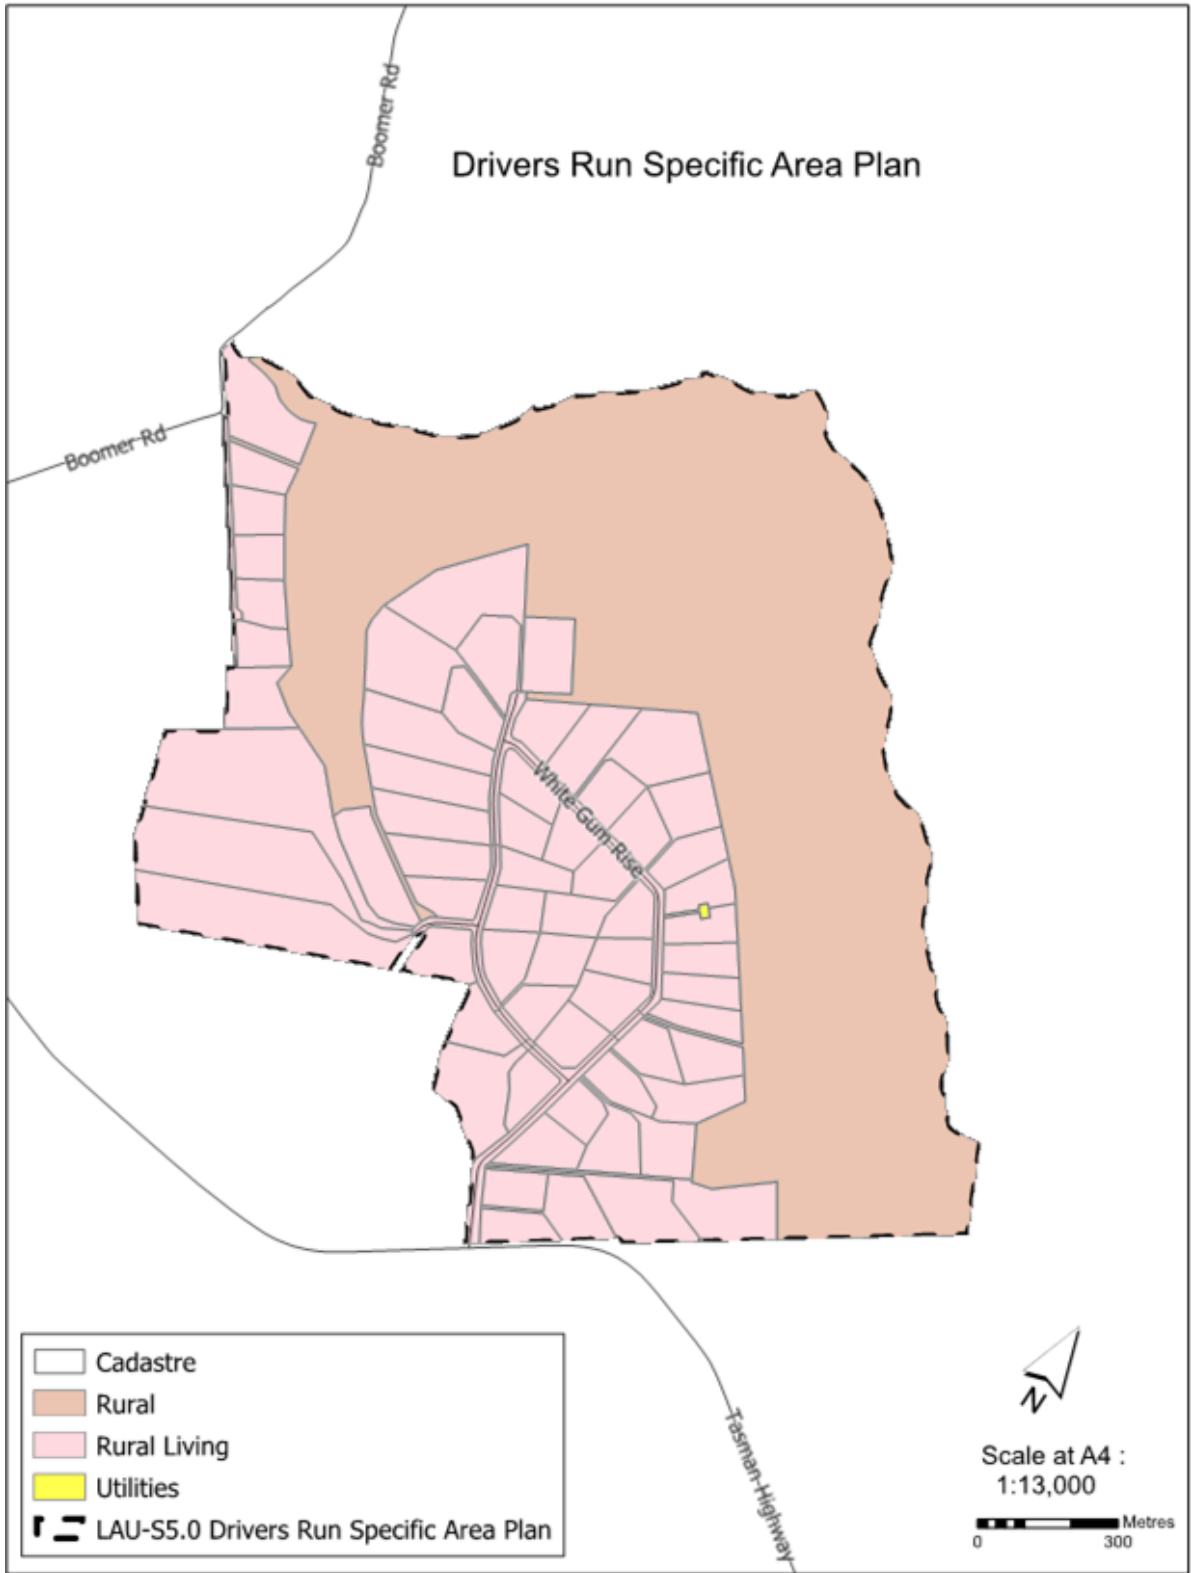 Boomer Rd
Drivers Run Specific Area Plan
Boomer Rd
White Gum Rise
Cadastre
Rural
Rural Living
Utilities
LAU-S5.0 Drivers Run Specific Area Plan
Tasman Highway
N
Scale at A4 :
1:13,000
Metres
0 300